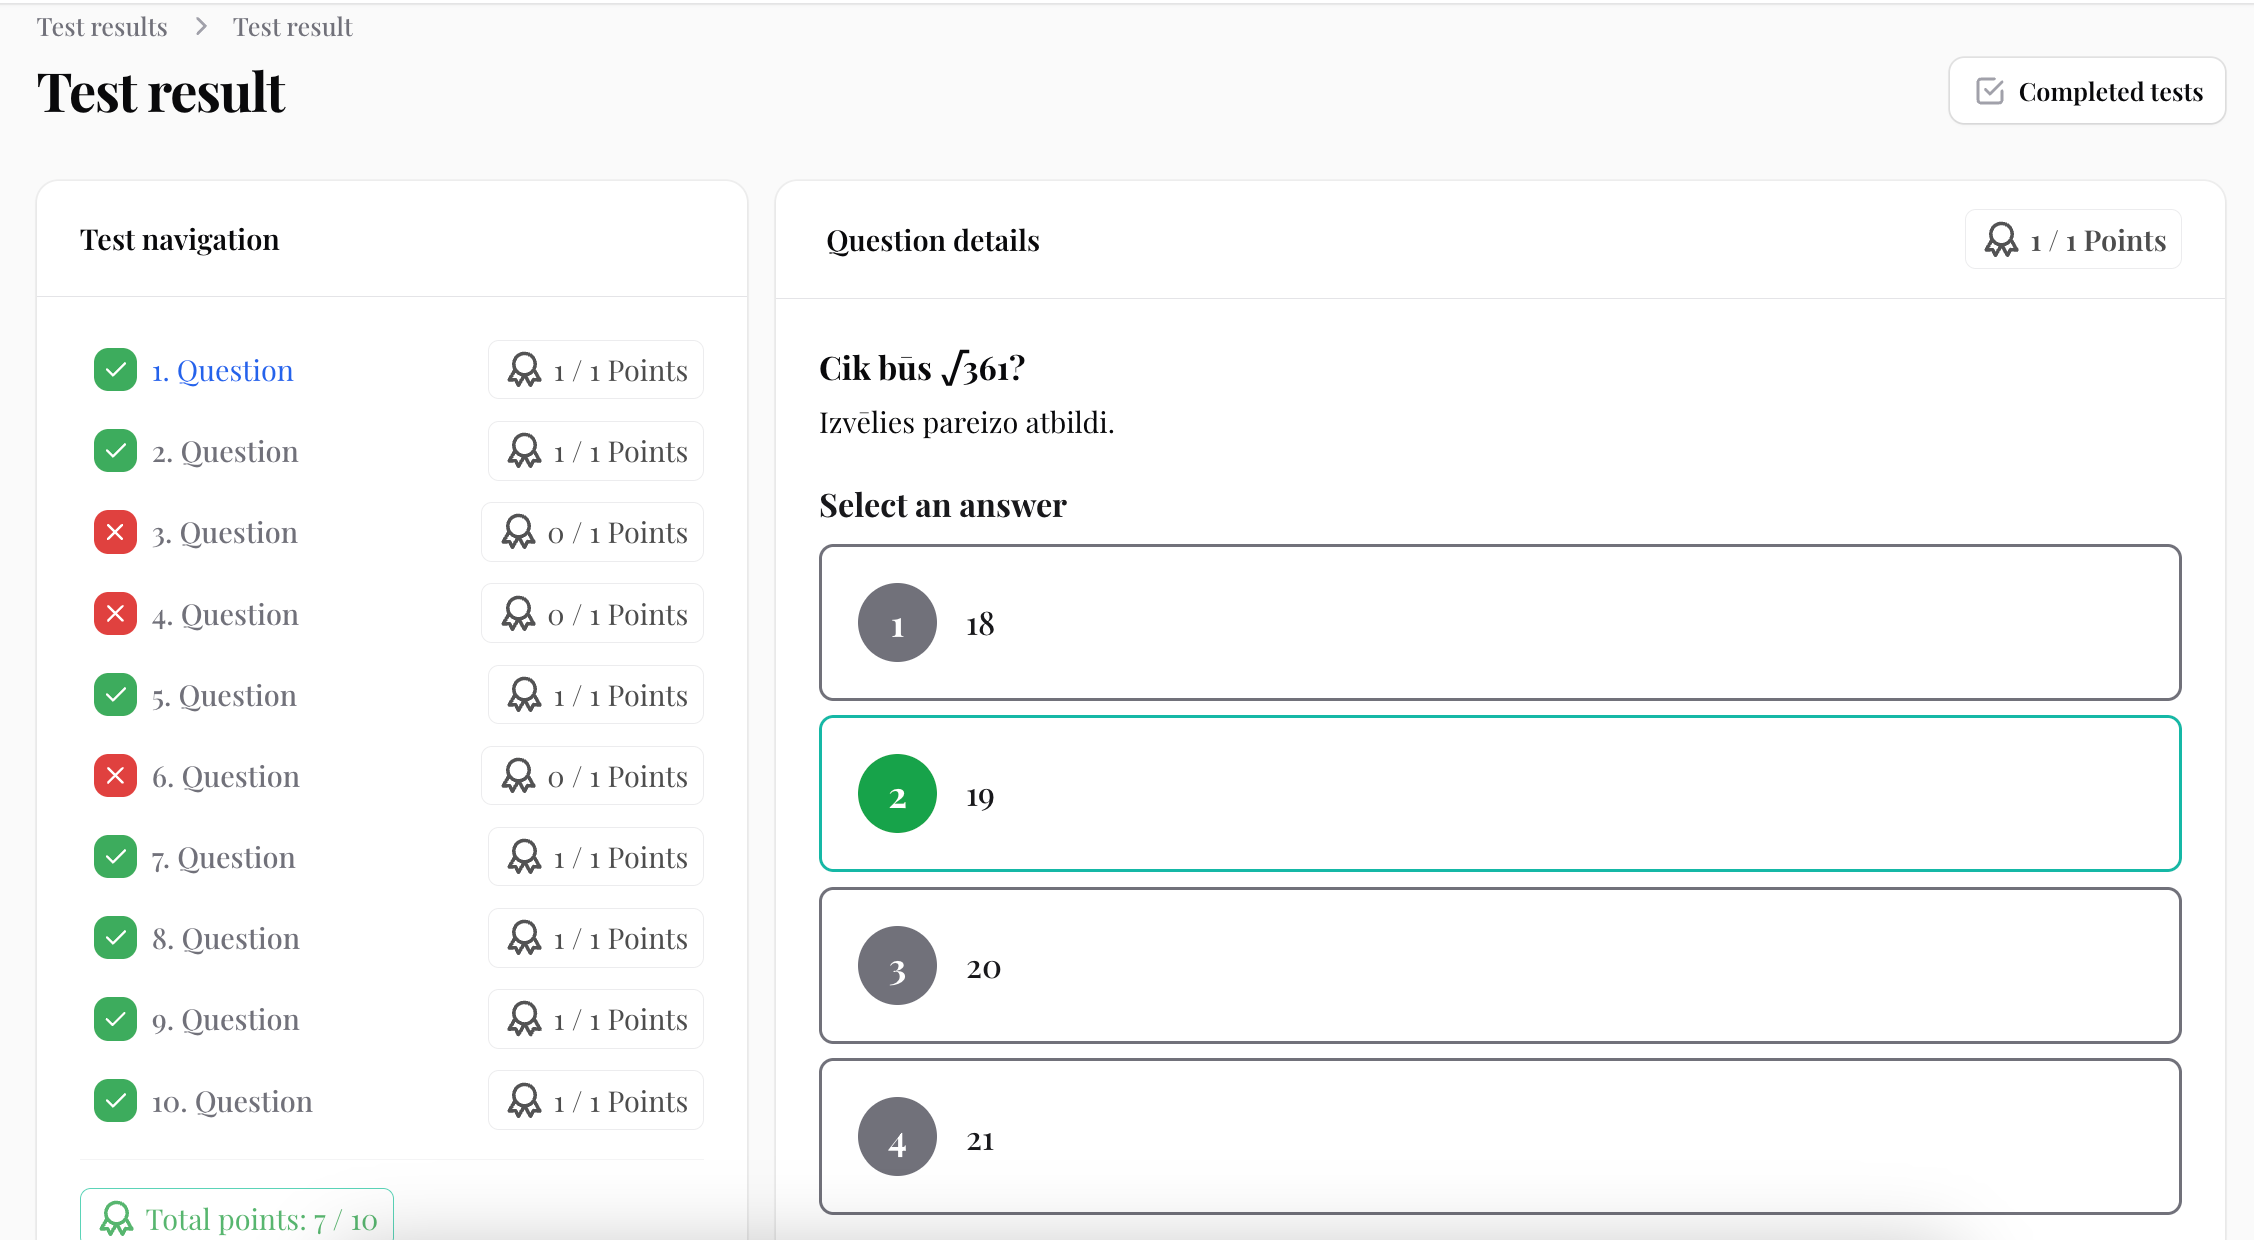 Test results > Test result
Test result
Completed tests
Test navigation
1. Question 1 / 1 Points
2. Question 1 / 1 Points
3. Question 0 / 1 Points
4. Question 0 / 1 Points
5. Question 1 / 1 Points
6. Question 0 / 1 Points
7. Question 1 / 1 Points
8. Question 1 / 1 Points
9. Question 1 / 1 Points
10. Question 1 / 1 Points
Total points: 7 / 10
Question details
1 / 1 Points
Cik būs √361?
Izvēlies pareizo atbildi.
Select an answer
1 18
2 19
3 20
4 21